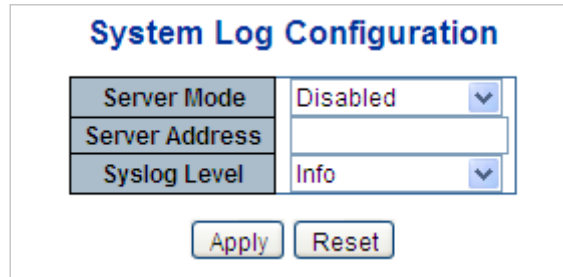 System Log Configuration
Server Mode Disabled
Server Address
Syslog Level Info
Apply Reset